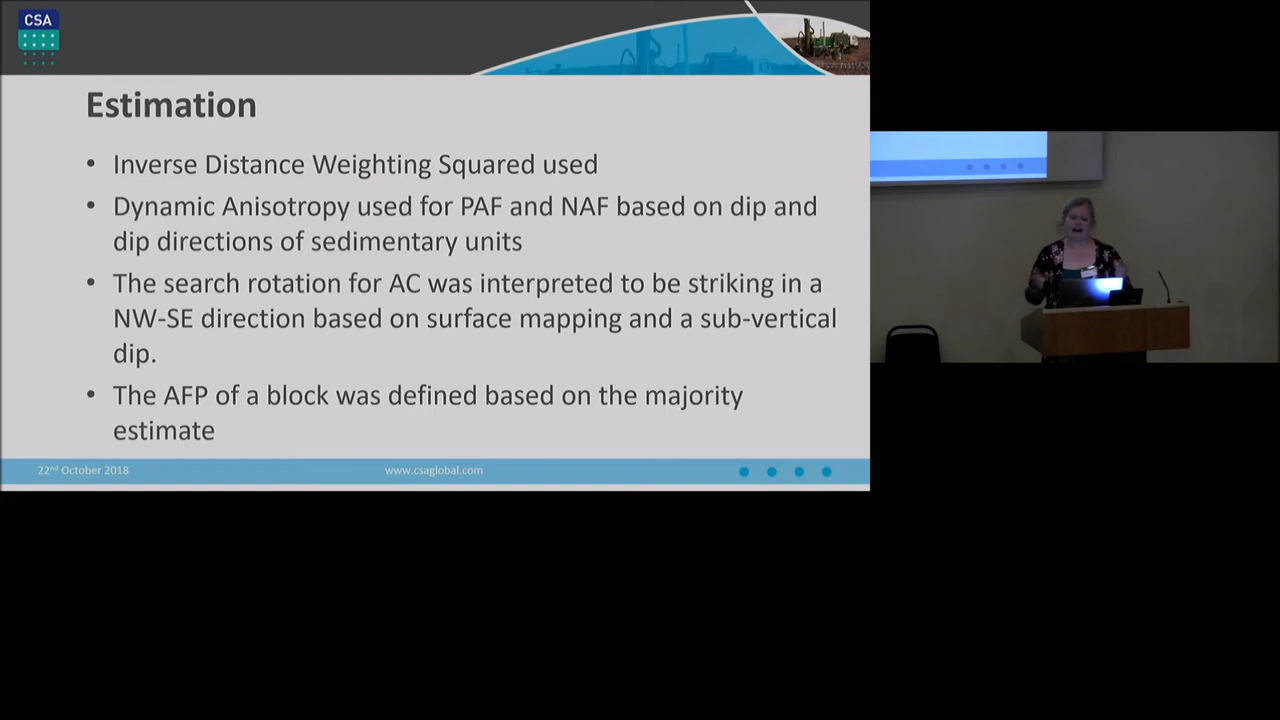 CSA
Estimation
• Inverse Distance Weighting Squared used
• Dynamic Anisotropy used for PAF and NAF based on dip and
dip directions of sedimentary units
• The search rotation for AC was interpreted to be striking in a
NW-SE direction based on surface mapping and a sub-vertical
dip.
• The AFP of a block was defined based on the majority
estimate
22nd October 2018
www.csaglobal.com